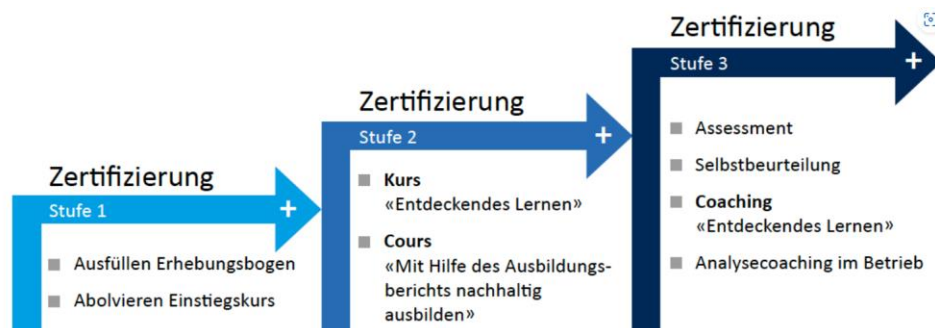 Zertifizierung
Stufe 1
Ausfüllen Erhebungsbogen
Abolvieren Einstiegskurs
Zertifizierung
Stufe 2
Kurs
«Entdeckendes Lernen»
Cours
«Mit Hilfe des Ausbildungs-
berichts nachhaltig
ausbilden»
Zertifizierung
Stufe 3
Assessment
Selbstbeurteilung
Coaching
«Entdeckendes Lernen»
Analysecoaching im Betrieb